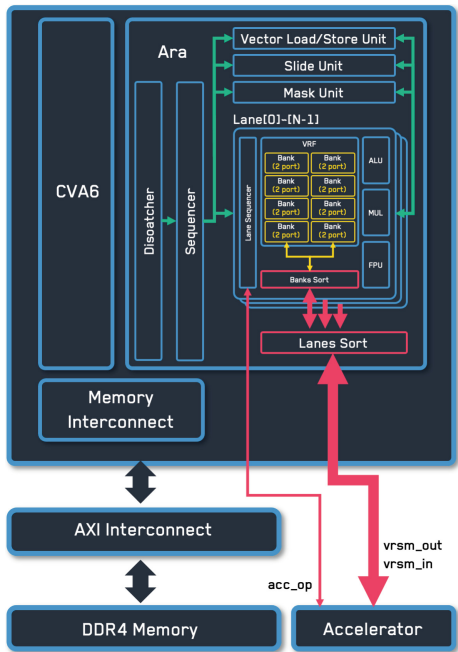 Ara
Vector Load/Store Unit
Slide Unit
Mask Unit
Lane[0]-[N-1]
CVA6
Disoatcher
Sequencer
Lane Sequencer
VRF
Bank
(2 port)
Bank
(2 port)
Bank
(2 port)
Bank
(2 port)
Bank
(2 port)
Bank
(2 port)
Bank
(2 port)
Bank
(2 port)
ALU
MUL
FPU
Banks Sort
Lanes Sort
Memory
Interconnect
AXI Interconnect
vrsm_out
vrsm_in
acc_op
DDR4 Memory
Accelerator